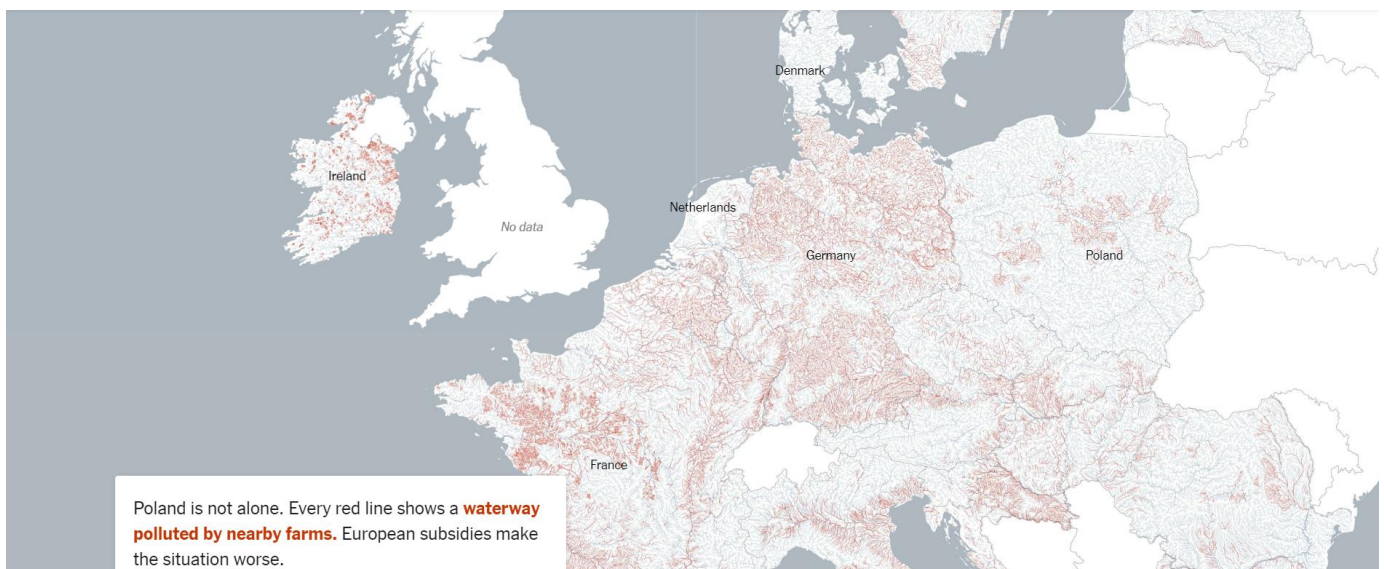 Denmark
Ireland
Netherlands
No data
Germany
Poland
France
Poland is not alone. Every red line shows a waterway
polluted by nearby farms. European subsidies make
the situation worse.